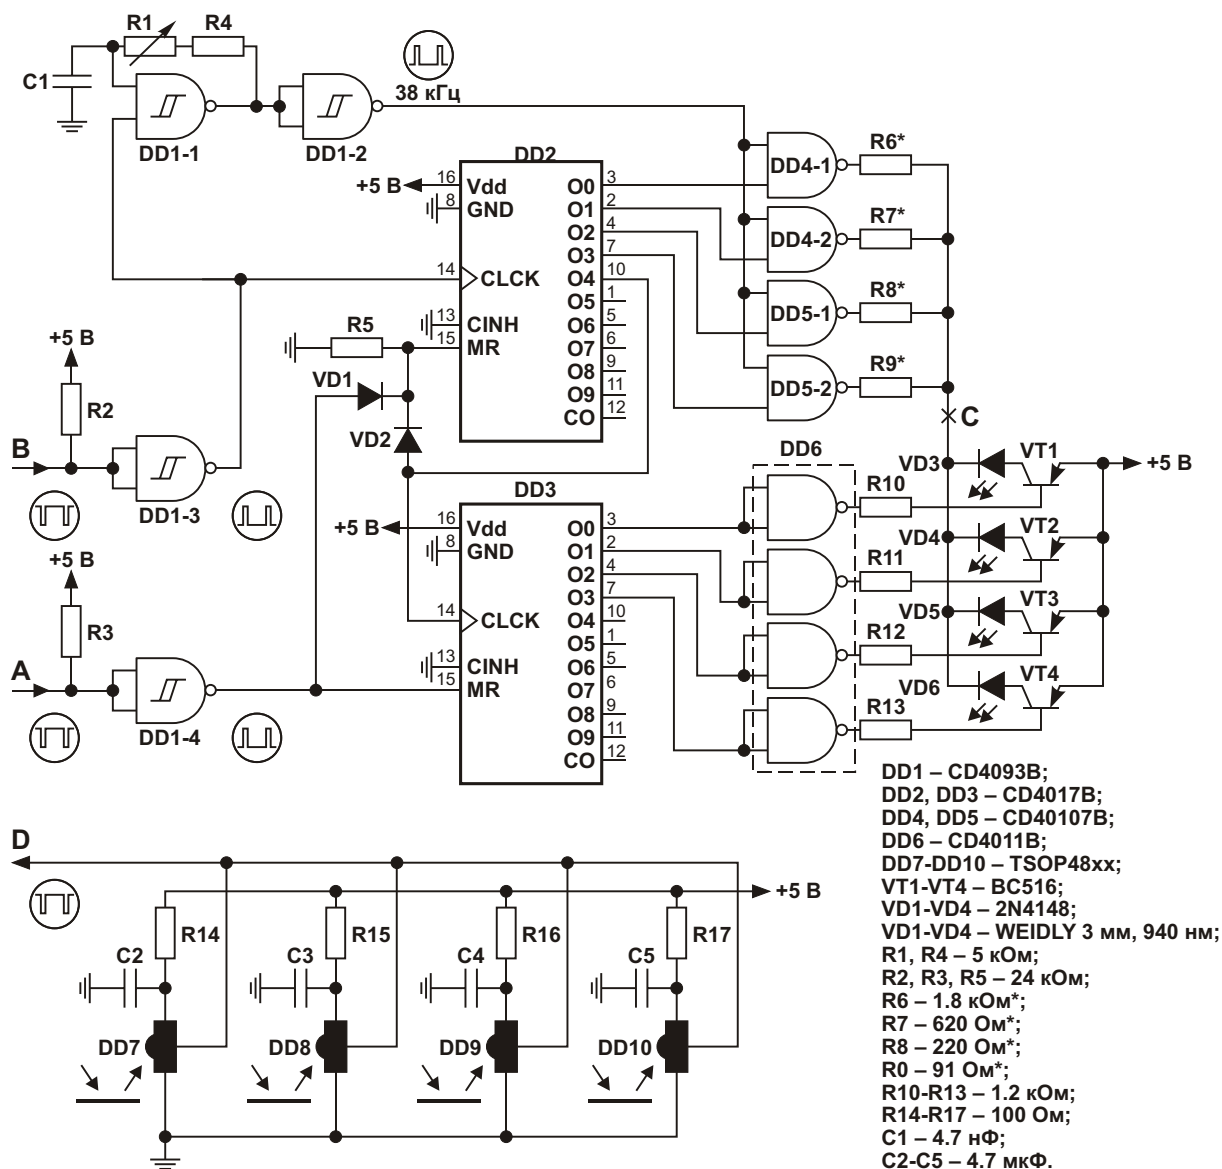 R1 R4
C1
38 кГц
DD1-1 DD1-2
DD2
+5 В 16 Vdd O0 3
8 GND O1 2
O2 4
O3 7
14 CLCK O4 10
O5 1
13 CINH O6 5
15 MR O7 6
O8 9
O9 11
CO 12
DD4-1 R6*
DD4-2 R7*
DD5-1 R8*
DD5-2 R9*
C
R5
VD1
VD2
+5 В
R2
B
DD1-3
+5 В
R3
A
DD1-4
DD3
+5 В 16 Vdd O0 3
8 GND O1 2
O2 4
O3 7
14 CLCK O4 10
O5 1
13 CINH O6 5
15 MR O7 6
O8 9
O9 11
CO 12
DD6
R10 VD3 VT1 +5 В
R11 VD4 VT2
R12 VD5 VT3
R13 VD6 VT4
D
+5 В
R14 R15 R16 R17
C2 C3 C4 C5
DD7 DD8 DD9 DD10
DD1 – CD4093B;
DD2, DD3 – CD4017B;
DD4, DD5 – CD40107B;
DD6 – CD4011B;
DD7-DD10 – TSOP48xx;
VT1-VT4 – BC516;
VD1-VD4 – 2N4148;
VD1-VD4 – WEIDLY 3 мм, 940 нм;
R1, R4 – 5 кОм;
R2, R3, R5 – 24 кОм;
R6 – 1.8 кОм*;
R7 – 620 Ом*;
R8 – 220 Ом*;
R0 – 91 Ом*;
R10-R13 – 1.2 кОм;
R14-R17 – 100 Ом;
C1 – 4.7 нФ;
C2-C5 – 4.7 мкФ.